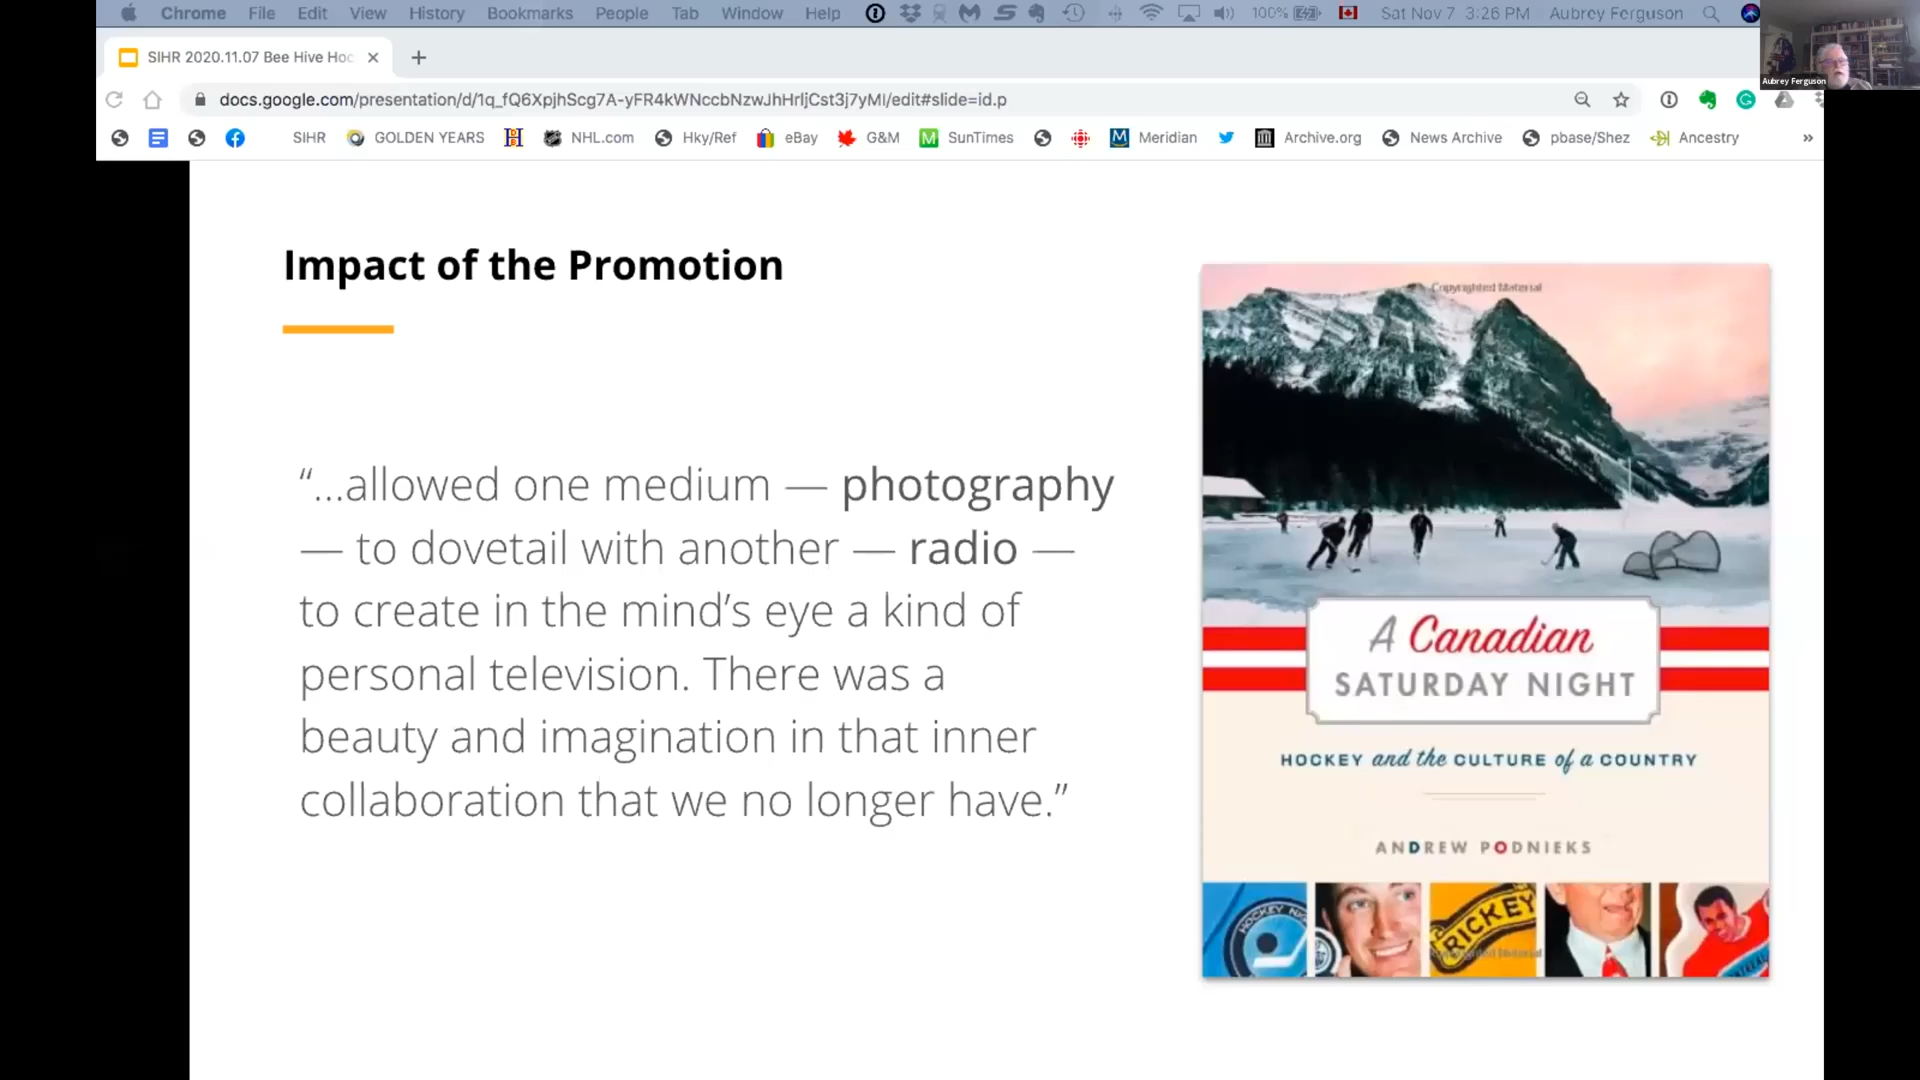 Chrome File Edit View History Bookmarks People Tab Window Help 100% Sat Nov 7 3:26 PM Aubrey Ferguson
Aubrey Ferguson
SIHR 2020.11.07 Bee Hive Hoc
docs.google.com/presentation/d/1q_fQ6XpjhScg7A-yFR4kWNccbNzwJhHrljCst3j7yMI/edit#slide=id.p
SIHR GOLDEN YEARS NHL.com Hky/Ref eBay G&M SunTimes Meridian Archive.org News Archive pbase/Shez Ancestry »
Impact of the Promotion
“...allowed one medium — photography
— to dovetail with another — radio —
to create in the mind’s eye a kind of
personal television. There was a
beauty and imagination in that inner
collaboration that we no longer have.”
Copyrighted Material
A Canadian
SATURDAY NIGHT
HOCKEY and the CULTURE of a COUNTRY
ANDREW PODNIEKS
HOCKEY NI
RICKEY